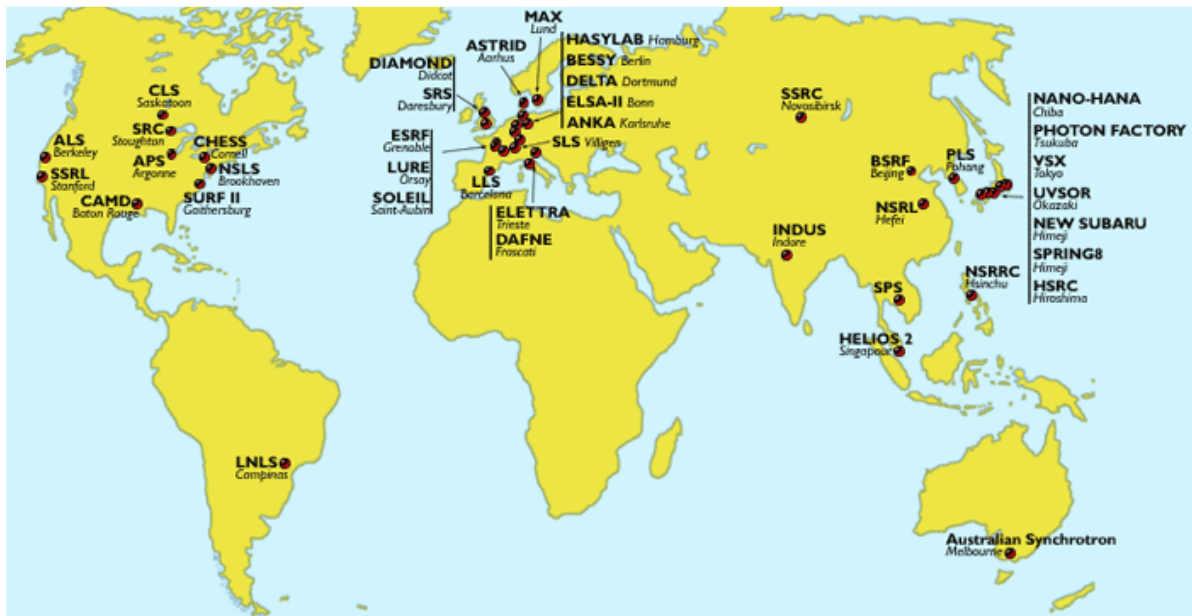 MAX
Lund
ASTRID
Aarhus
HASYLAB Hamburg
BESSY Berlin
DELTA Dortmund
ELSA-II Bonn
ANKA Karlsruhe
DIAMOND
Didcot
SRS
Daresbury
SLS Villigen
ESRF
Grenoble
LURE
Orsay
SOLEIL
Saint-Aubin
LLS
Barcelona
ELETTRA
Trieste
DAFNE
Frascati
CLS
Saskatoon
SRC
Stoughton
ALS
Berkeley
SSRL
Stanford
APS
Argonne
CHESS
Cornell
NSLS
Brookhaven
SURF II
Gaithersburg
CAMD
Baton Rouge
LNLS
Campinas
SSRC
Novosibirsk
BSRF
Beijing
PLS
Pohang
NSRL
Hefei
INDUS
Indore
SPS
NSRRC
Hsinchu
HELIOS 2
Singapour
NANO-HANA
Chiba
PHOTON FACTORY
Tsukuba
VSX
Tokyo
UVSOR
Okazaki
NEW SUBARU
Himeji
SPRING8
Himeji
HSRC
Hiroshima
Australian Synchrotron
Melbourne